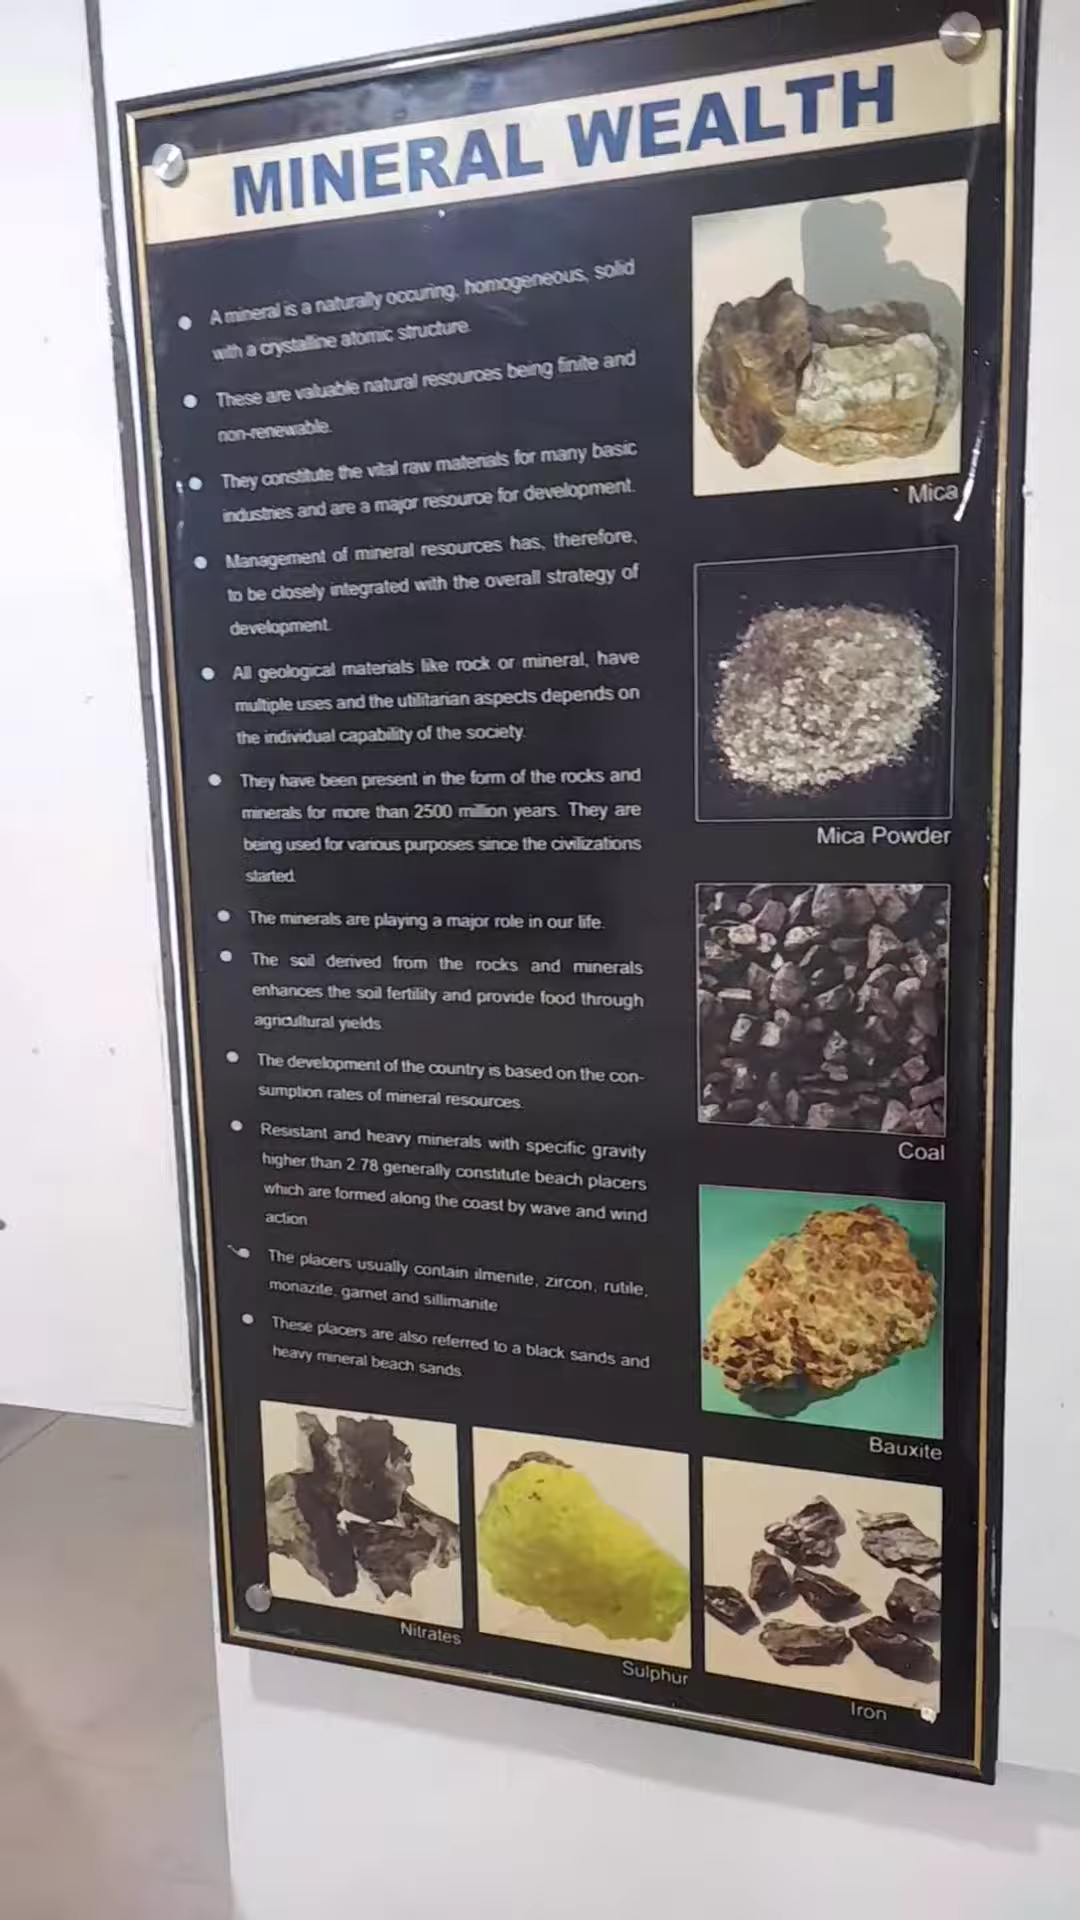 MINERAL WEALTH
A mineral is a naturally occuring, homogeneous, solid
with a crystalline atomic structure.
These are valuable natural resources being finite and
non-renewable.
They constitute the vital raw materials for many basic
industries and are a major resource for development.
Management of mineral resources has, therefore,
to be closely integrated with the overall strategy of
development.
All geological materials like rock or mineral, have
multiple uses and the utilitarian aspects depends on
the individual capability of the society.
They have been present in the form of the rocks and
minerals for more than 2500 million years. They are
being used for various purposes since the civilizations
started.
The minerals are playing a major role in our life.
The soil derived from the rocks and minerals
enhances the soil fertility and provide food through
agricultural yields.
The development of the country is based on the con-
sumption rates of mineral resources.
Resistant and heavy minerals with specific gravity
higher than 2.78 generally constitute beach placers
which are formed along the coast by wave and wind
action.
The placers usually contain ilmenite, zircon, rutile,
monazite, garnet and sillimanite
These placers are also referred to a black sands and
heavy mineral beach sands.
Mica
Mica Powder
Coal
Bauxite
Nitrates
Sulphur
Iron